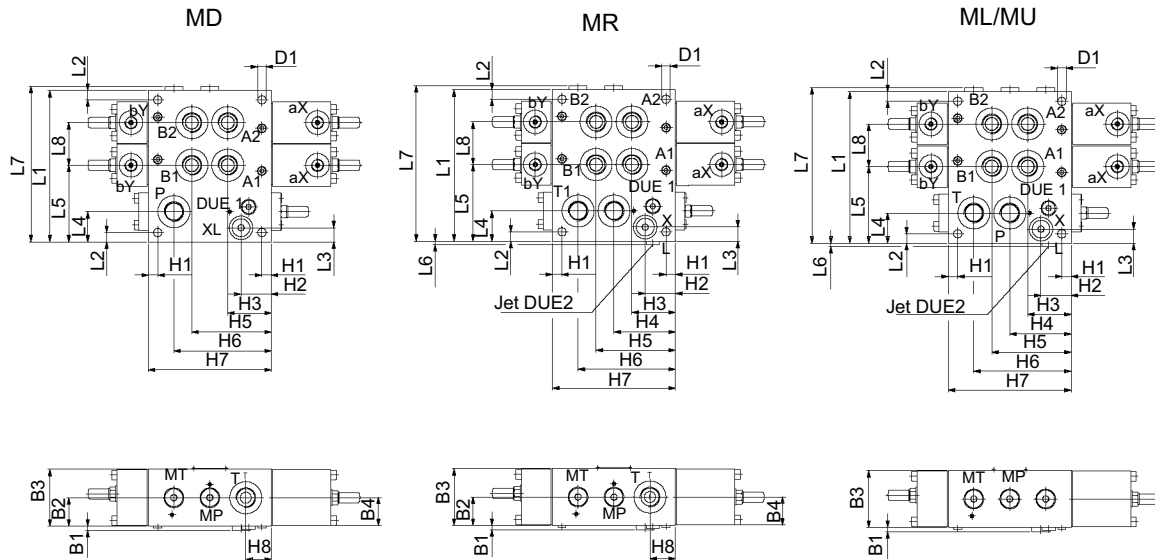 MD
MR
ML/MU
L2
D1
bY
aX
B2
A2
L7
L1
L8
B1
A1
bY
aX
P
DUE 1
L5
L4
XL
L2
H1
H1
L3
H2
H3
H5
H6
H7
L2
D1
bY
B2
A2
aX
L7
L1
L8
A1
B1
bY
aX
T1
DUE 1
L5
L4
X
L6
L2
H1
L
H1
L3
H2
Jet DUE2
H3
H4
H5
H6
H7
L2
D1
B2
A2
aX
bY
L7
L1
L8
A1
B1
bY
aX
T
DUE 1
L5
L4
X
P
L6
L2
H1
L
H1
L3
H2
Jet DUE2
H3
H4
H5
H6
H7
MT
T
B3
B2
MP
B4
B1
H8
MT
T
B3
B2
MP
B4
B1
H8
MT
MP
B3
B1